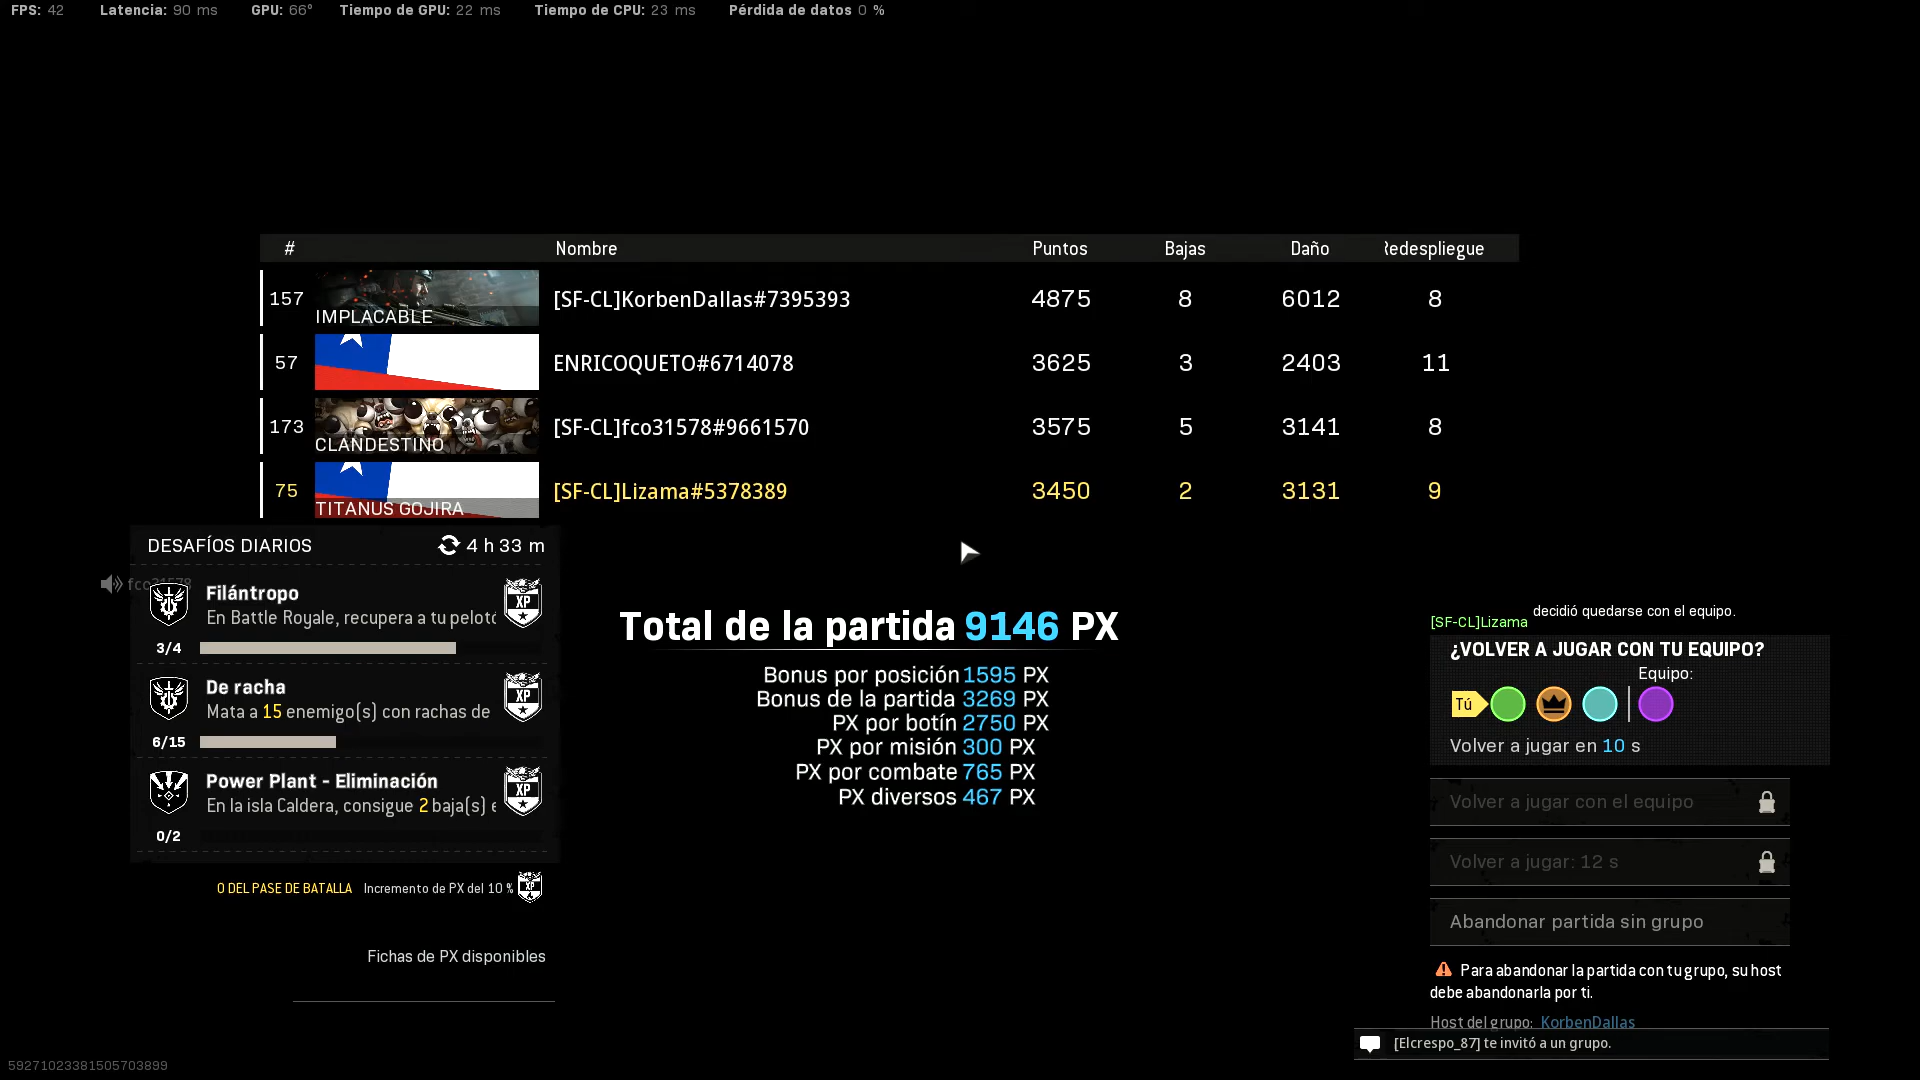 FPS: 42 Latencia: 90 ms GPU: 66° Tiempo de GPU: 22 ms Tiempo de CPU: 23 ms Pérdida de datos 0 %
# Nombre Puntos Bajas Daño Redespliegue
157 IMPLACABLE [SF-CL]KorbenDallas#7395393 4875 8 6012 8
57 ENRICOQUETO#6714078 3625 3 2403 11
173 CLANDESTINO [SF-CL]fco31578#9661570 3575 5 3141 8
75 TITANUS GOJIRA [SF-CL]Lizama#5378389 3450 2 3131 9
DESAFÍOS DIARIOS 4 h 33 m
fco31578
Filántropo
En Battle Royale, recupera a tu peloto
XP
3/4
De racha
Mata a 15 enemigo(s) con rachas de
XP
6/15
Power Plant - Eliminación
En la isla Caldera, consigue 2 baja(s) e
XP
0/2
O DEL PASE DE BATALLA Incremento de PX del 10 % XP
Fichas de PX disponibles
Total de la partida 9146 PX
Bonus por posición 1595 PX
Bonus de la partida 3269 PX
PX por botín 2750 PX
PX por misión 300 PX
PX por combate 765 PX
PX diversos 467 PX
[SF-CL]Lizama decidió quedarse con el equipo.
¿VOLVER A JUGAR CON TU EQUIPO?
Equipo:
Tú
Volver a jugar en 10 s
Volver a jugar con el equipo
Volver a jugar: 12 s
Abandonar partida sin grupo
Para abandonar la partida con tu grupo, su host
debe abandonarla por ti.
Host del grupo: KorbenDallas
[Elcrespo_87] te invitó a un grupo.
59271023381505703899